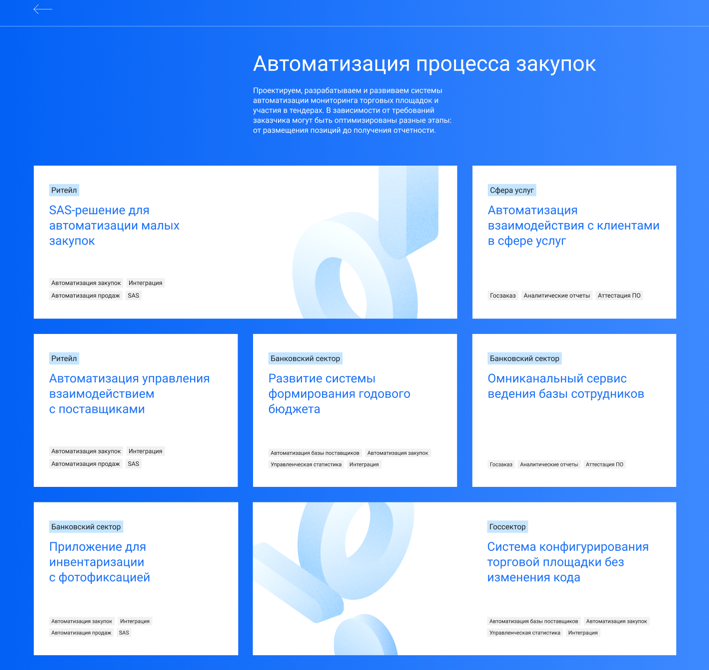 Автоматизация процесса закупок
Проектируем, разрабатываем и развиваем системы
автоматизации мониторинга торговых площадок и
участия в тендерах. В зависимости от требований
заказчика могут быть оптимизированы разные этапы:
от размещения позиций до получения отчетности.
Ритейл
SAS-решение для
автоматизации малых
закупок
Автоматизация закупок Интеграция
Автоматизация продаж SAS
Сфера услуг
Автоматизация
взаимодействия с клиентами
в сфере услуг
Госзаказ Аналитические отчеты Аттестация ПО
Ритейл
Автоматизация управления
взаимодействием
с поставщиками
Автоматизация закупок Интеграция
Автоматизация продаж SAS
Банковский сектор
Развитие системы
формирования годового
бюджета
Автоматизация базы поставщиков Автоматизация закупок
Управленческая статистика Интеграция
Банковский сектор
Омниканальный сервис
ведения базы сотрудников
Госзаказ Аналитические отчеты Аттестация ПО
Банковский сектор
Приложение для
инвентаризации
с фотофиксацией
Автоматизация закупок Интеграция
Автоматизация продаж SAS
Госсектор
Система конфигурирования
торговой площадки без
изменения кода
Автоматизация базы поставщиков Автоматизация закупок
Управленческая статистика Интеграция